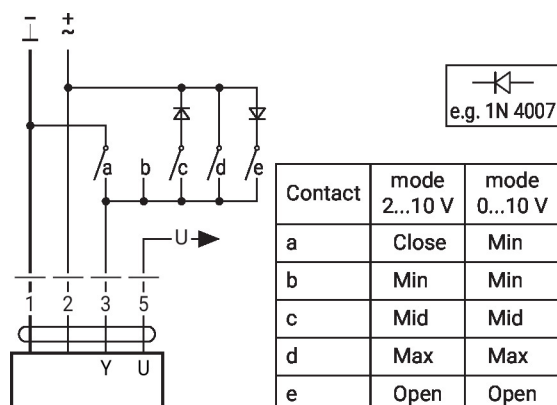 – +
⊥ ~
a b c d e
U
1 2 3 5
Y U
e.g. 1N 4007
Contact mode 2...10 V mode 0...10 V
a Close Min
b Min Min
c Mid Mid
d Max Max
e Open Open